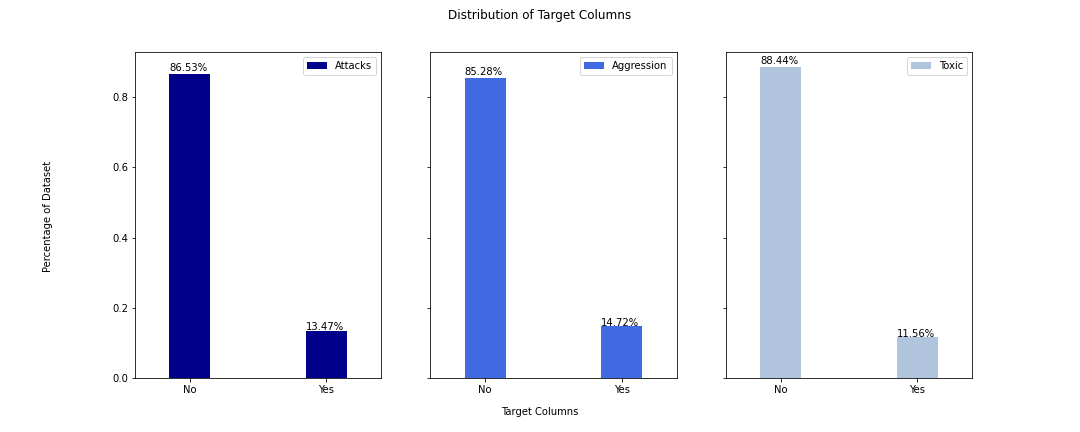 Distribution of Target Columns
Percentage of Dataset
0.8
0.6
0.4
0.2
0.0
86.53%
13.47%
Attacks
No
Yes
85.28%
14.72%
Aggression
No
Yes
88.44%
11.56%
Toxic
No
Yes
Target Columns